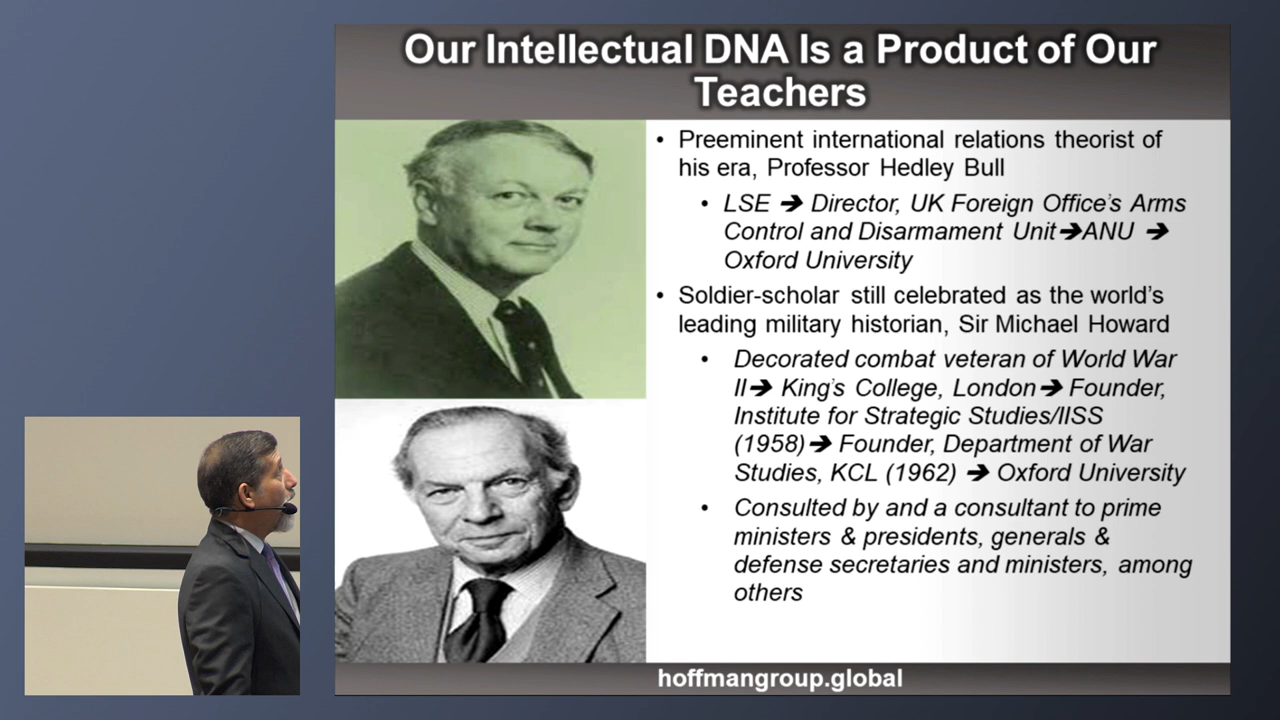 Our Intellectual DNA Is a Product of Our
Teachers
• Preeminent international relations theorist of
his era, Professor Hedley Bull
• LSE ➔ Director, UK Foreign Office's Arms
Control and Disarmament Unit➔ANU ➔
Oxford University
• Soldier-scholar still celebrated as the world's
leading military historian, Sir Michael Howard
• Decorated combat veteran of World War
II➔ King's College, London➔ Founder,
Institute for Strategic Studies/IISS
(1958)➔ Founder, Department of War
Studies, KCL (1962) ➔ Oxford University
• Consulted by and a consultant to prime
ministers & presidents, generals &
defense secretaries and ministers, among
others
hoffmangroup.global